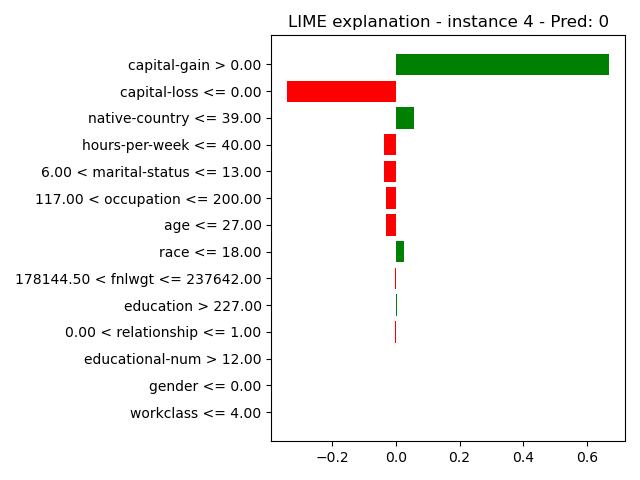 LIME explanation - instance 4 - Pred: 0
capital-gain > 0.00
capital-loss <= 0.00
native-country <= 39.00
hours-per-week <= 40.00
6.00 < marital-status <= 13.00
117.00 < occupation <= 200.00
age <= 27.00
race <= 18.00
178144.50 < fnlwgt <= 237642.00
education > 227.00
0.00 < relationship <= 1.00
educational-num > 12.00
gender <= 0.00
workclass <= 4.00
−0.2 0.0 0.2 0.4 0.6